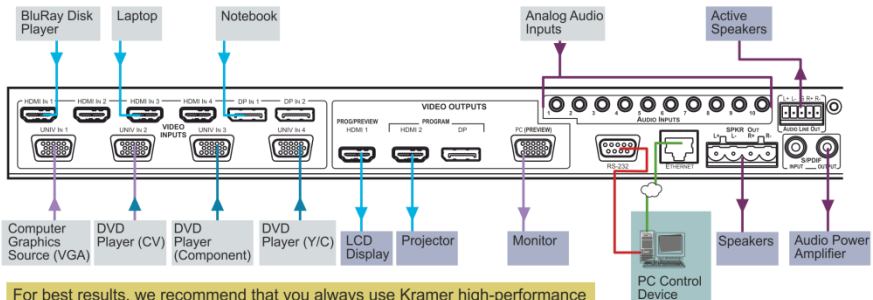 BluRay Disk
Player
Laptop
Notebook
Analog Audio
Inputs
Active
Speakers
HDMI IN 1
HDMI IN 2
HDMI IN 3
HDMI IN 4
DP IN 1
DP IN 2
UNIV IN 1
UNIV IN 2
VIDEO
INPUTS
UNIV IN 3
UNIV IN 4
VIDEO OUTPUTS
PROG/PREVIEW
HDMI 1
PROGRAM
HDMI 2
DP
PC (PREVIEW)
1 2 3 4 5 6 7 8 9 10
AUDIO INPUTS
RS-232
ETHERNET
SPKR OUT
L+ L- R+ R-
L+ L- G R+ R-
AUDIO LINE OUT
S/PDIF
INPUT OUTPUT
Computer
Graphics
Source (VGA)
DVD
Player (CV)
DVD
Player
(Component)
DVD
Player (Y/C)
LCD
Display
Projector
Monitor
PC Control
Device
Speakers
Audio Power
Amplifier
For best results, we recommend that you always use Kramer high-performance